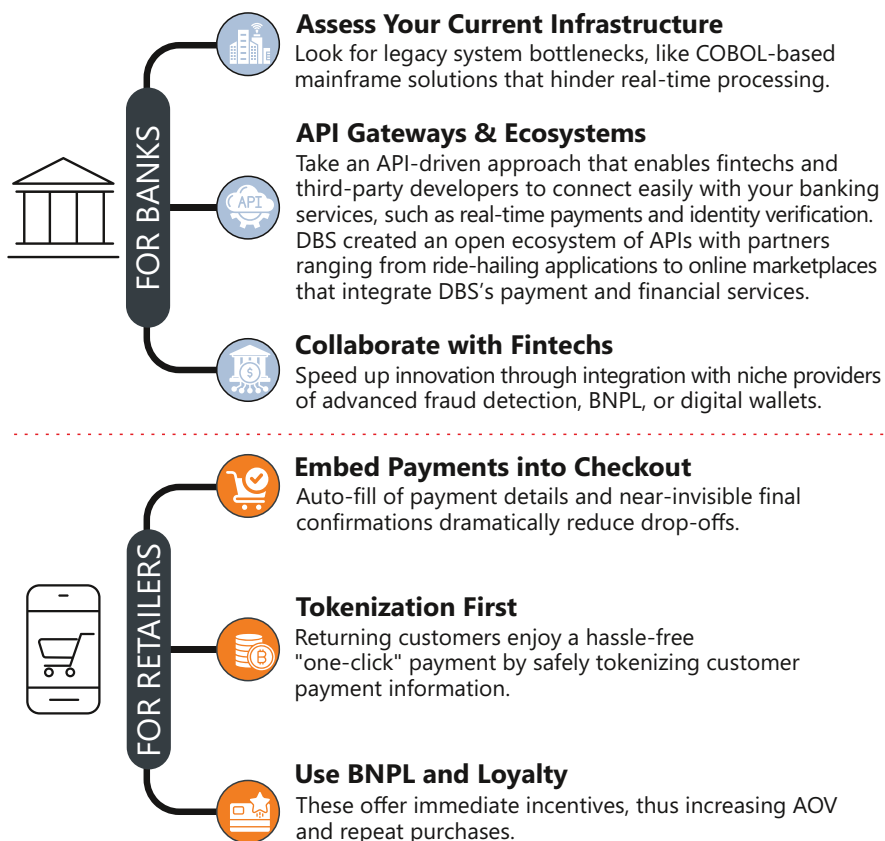 FOR BANKS
Assess Your Current Infrastructure
Look for legacy system bottlenecks, like COBOL-based
mainframe solutions that hinder real-time processing.
API
API Gateways & Ecosystems
Take an API-driven approach that enables fintechs and
third-party developers to connect easily with your banking
services, such as real-time payments and identity verification.
DBS created an open ecosystem of APIs with partners
ranging from ride-hailing applications to online marketplaces
that integrate DBS's payment and financial services.
$
Collaborate with Fintechs
Speed up innovation through integration with niche providers
of advanced fraud detection, BNPL, or digital wallets.
FOR RETAILERS
Embed Payments into Checkout
Auto-fill of payment details and near-invisible final
confirmations dramatically reduce drop-offs.
B
Tokenization First
Returning customers enjoy a hassle-free
"one-click" payment by safely tokenizing customer
payment information.
Use BNPL and Loyalty
These offer immediate incentives, thus increasing AOV
and repeat purchases.